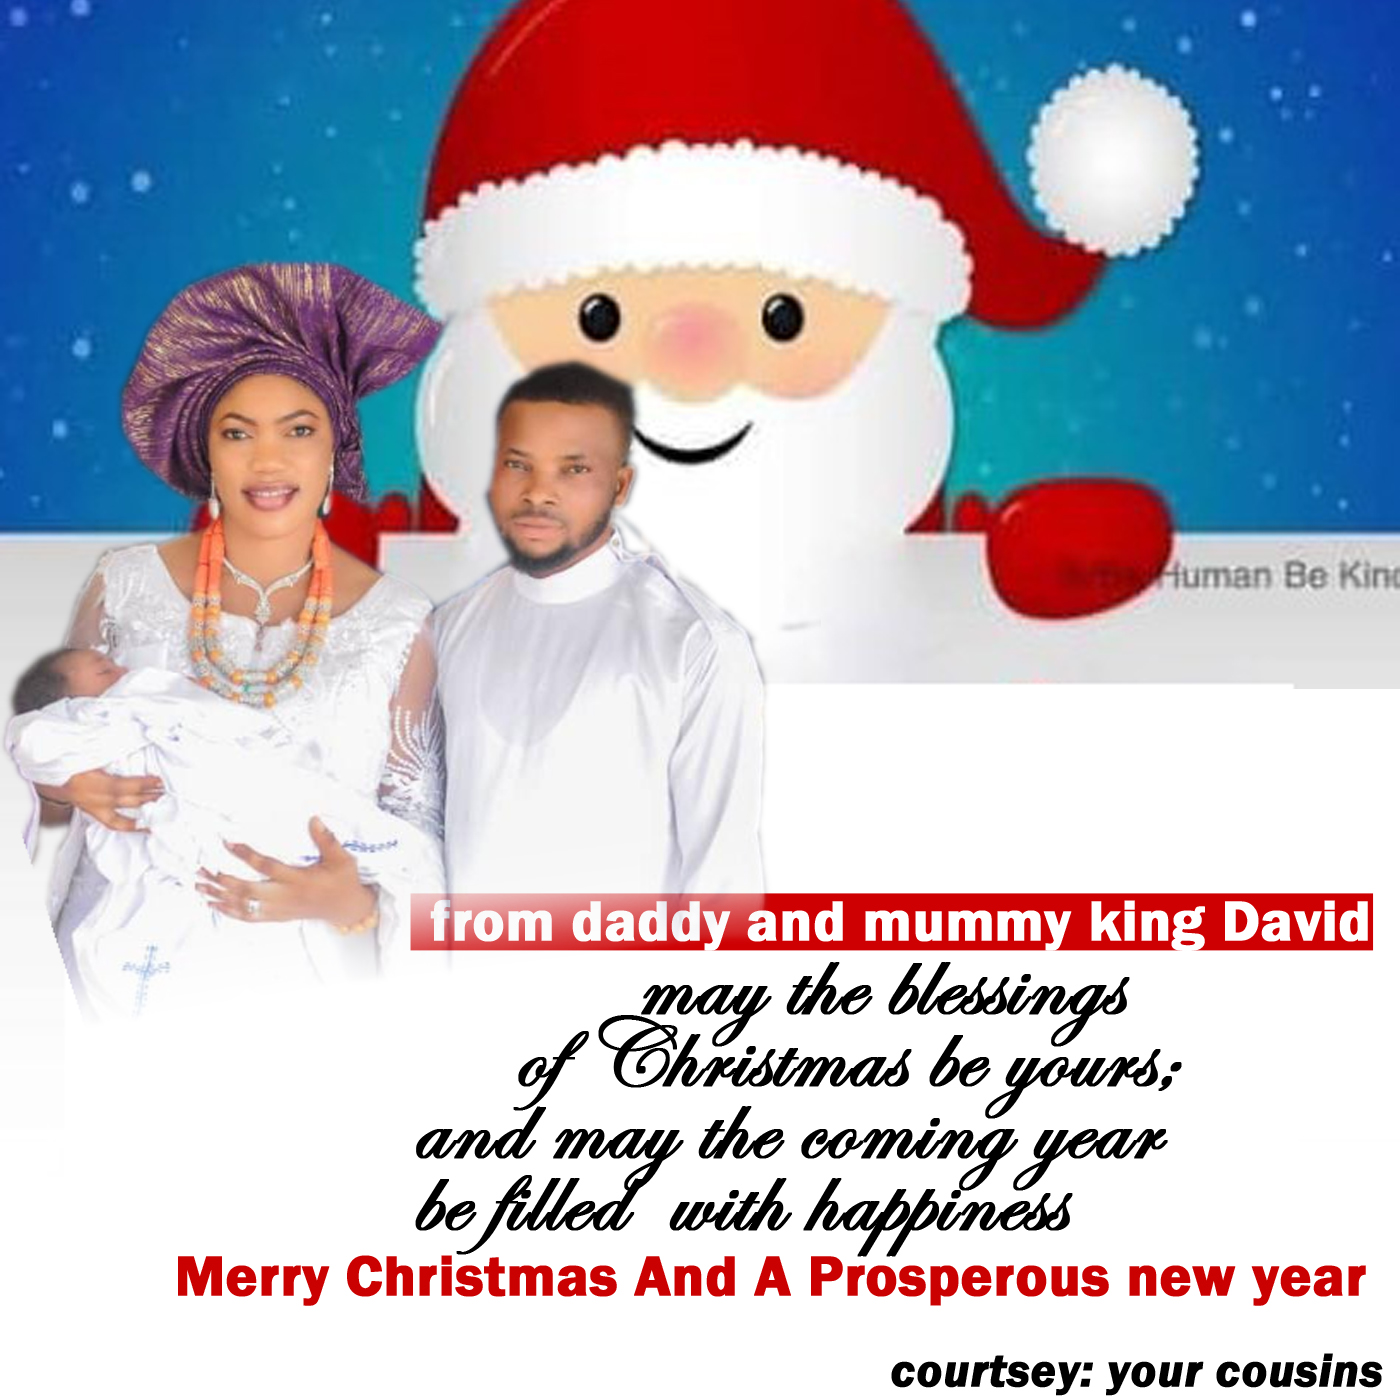 Human Be Kind
from daddy and mummy king David
may the blessings
of Christmas be yours;
and may the coming year
be filled with happiness
Merry Christmas And A Prosperous new year
courtsey: your cousins